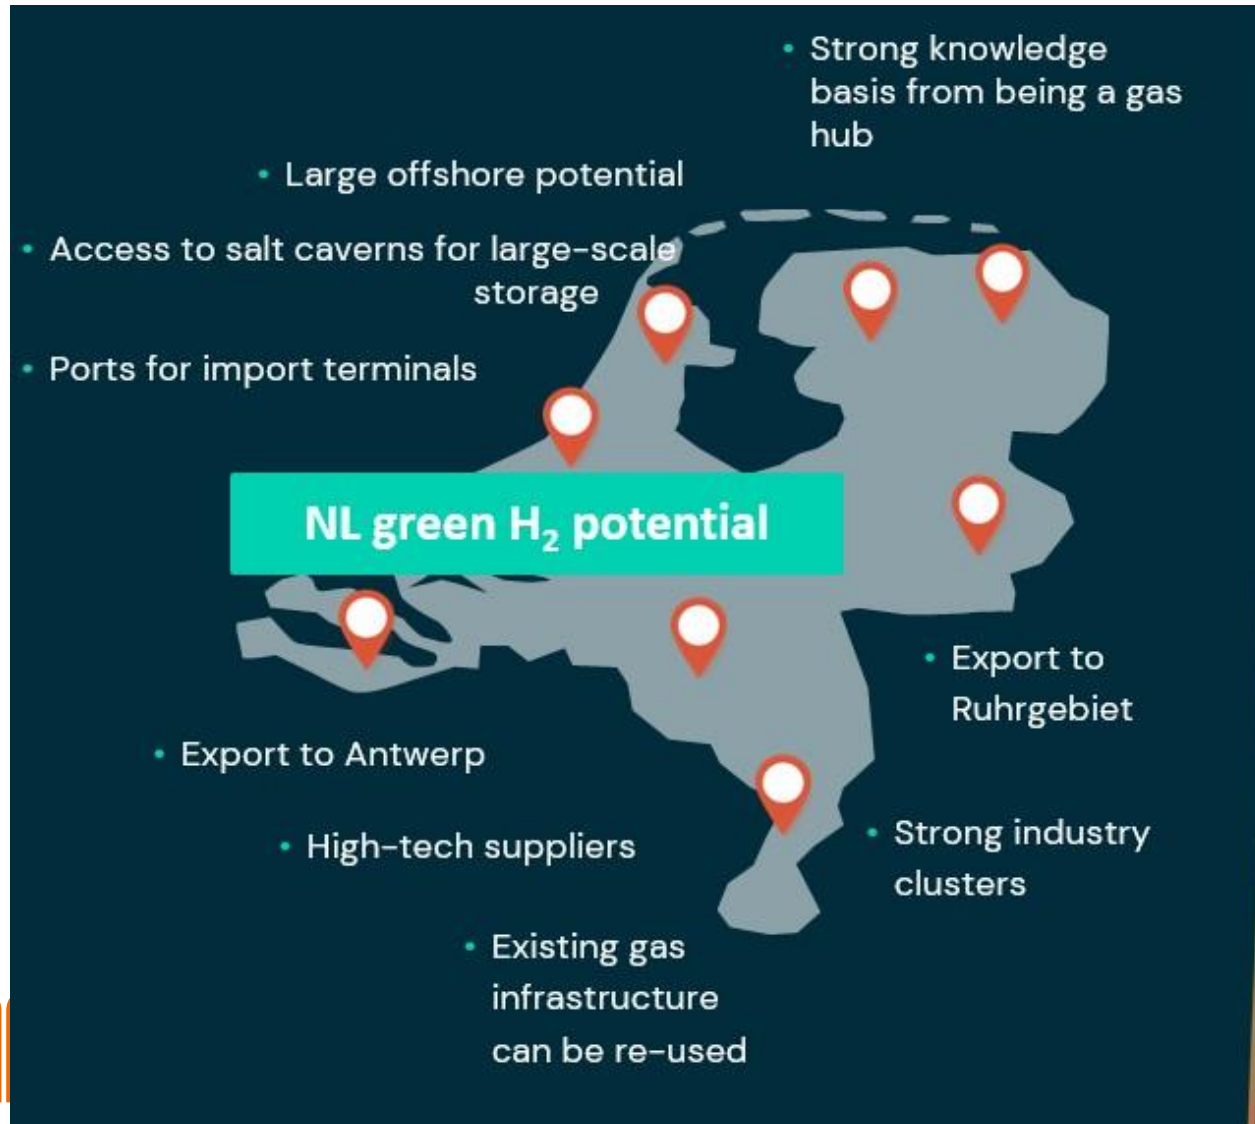 • Strong knowledge
basis from being a gas
hub
• Large offshore potential
• Access to salt caverns for large-scale
storage
• Ports for import terminals
NL green H₂ potential
• Export to
Ruhrgebiet
• Export to Antwerp
• High-tech suppliers
• Strong industry
clusters
• Existing gas
infrastructure
can be re-used